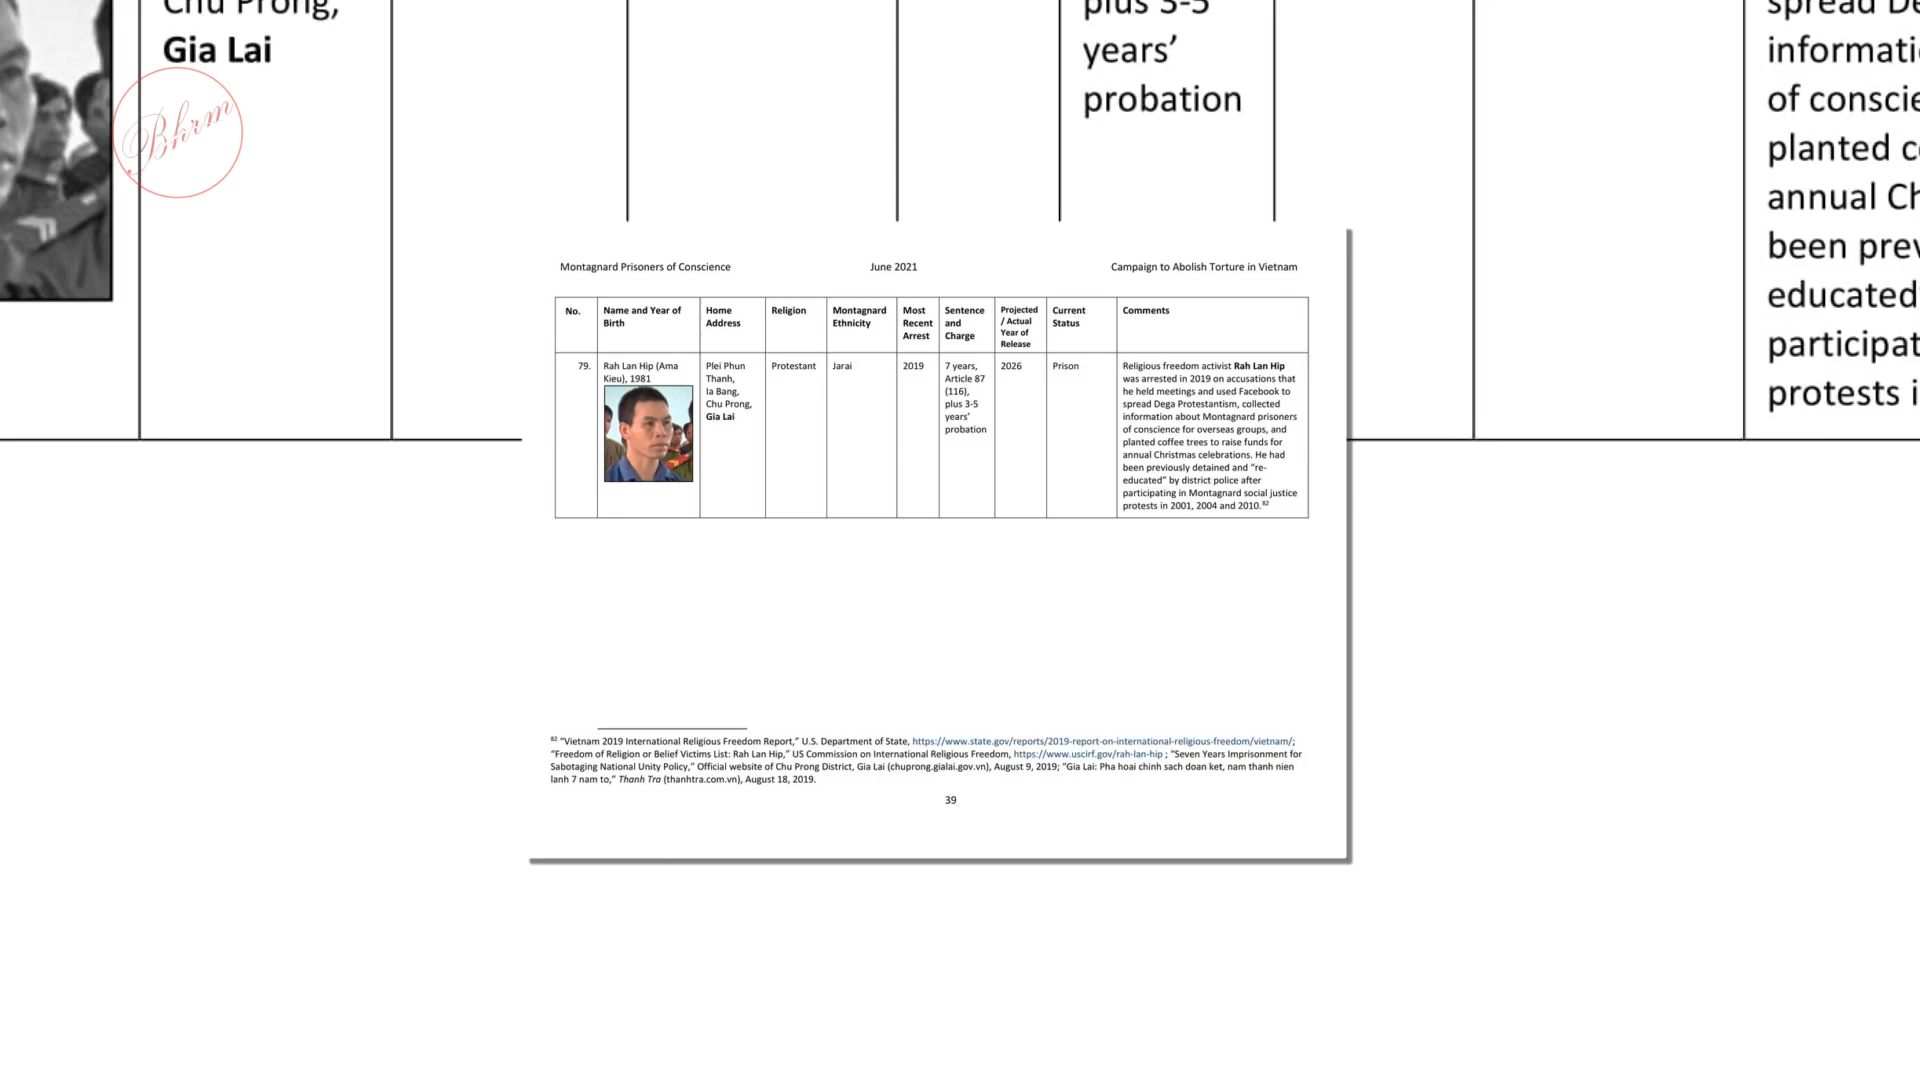 Chu Prong,
Gia Lai
plus 3-5
years’
probation
informati
of conscie
planted c
annual Ch
been prev
educated
participat
protests i
Bhrm
Montagnard Prisoners of Conscience
June 2021
Campaign to Abolish Torture in Vietnam
No.
Name and Year of
Birth
Home
Address
Religion
Montagnard
Ethnicity
Most
Recent
Arrest
Sentence
and
Charge
Projected
/ Actual
Year of
Release
Current
Status
Comments
79.
Rah Lan Hip (Ama
Kieu), 1981
Plei Phun
Thanh,
Ia Bang,
Chu Prong,
Gia Lai
Protestant
Jarai
2019
7 years,
Article 87
(116),
plus 3-5
years’
probation
2026
Prison
Religious freedom activist Rah Lan Hip
was arrested in 2019 on accusations that
he held meetings and used Facebook to
spread Dega Protestantism, collected
information about Montagnard prisoners
of conscience for overseas groups, and
planted coffee trees to raise funds for
annual Christmas celebrations. He had
been previously detained and “re-
educated” by district police after
participating in Montagnard social justice
protests in 2001, 2004 and 2010.82
82 “Vietnam 2019 International Religious Freedom Report,” U.S. Department of State, https://www.state.gov/reports/2019-report-on-international-religious-freedom/vietnam/;
“Freedom of Religion or Belief Victims List: Rah Lan Hip,” US Commission on International Religious Freedom, https://www.uscirf.gov/rah-lan-hip ; “Seven Years Imprisonment for
Sabotaging National Unity Policy,” Official website of Chu Prong District, Gia Lai (chuprong.gialai.gov.vn), August 9, 2019; “Gia Lai: Pha hoai chinh sach doan ket, nam thanh nien
lanh 7 nam to,” Thanh Tra (thanhtra.com.vn), August 18, 2019.
39